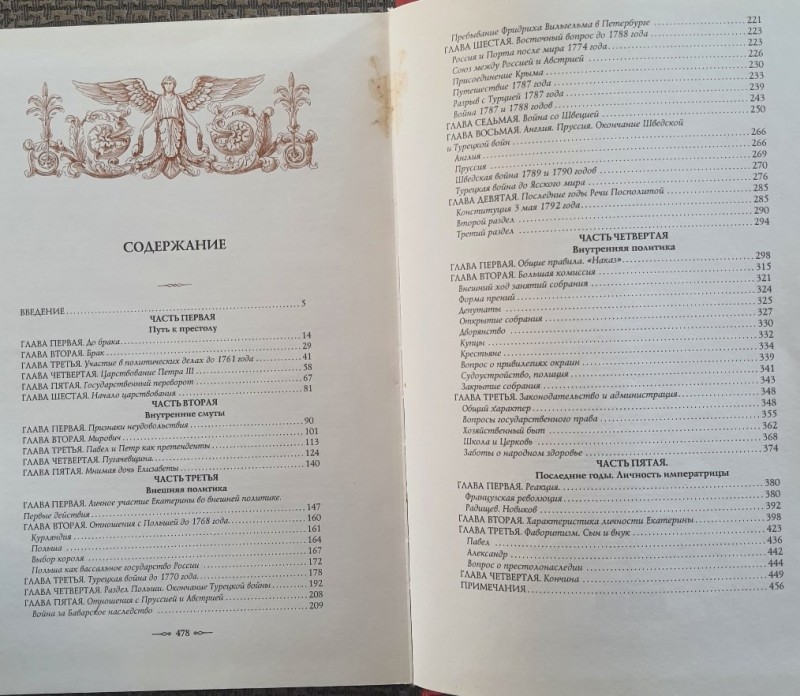 СОДЕРЖАНИЕ
ВВЕДЕНИЕ 5
ЧАСТЬ ПЕРВАЯ
Путь к престолу
ГЛАВА ПЕРВАЯ. До брака 14
ГЛАВА ВТОРАЯ. Брак 29
ГЛАВА ТРЕТЬЯ. Участие в политических делах до 1761 года 41
ГЛАВА ЧЕТВЕРТАЯ. Царствование Петра III 58
ГЛАВА ПЯТАЯ. Государственный переворот 67
ГЛАВА ШЕСТАЯ. Начало царствования 81
ЧАСТЬ ВТОРАЯ
Внутренние смуты
ГЛАВА ПЕРВАЯ. Признаки неудовольствия 90
ГЛАВА ВТОРАЯ. Мирович 101
ГЛАВА ТРЕТЬЯ. Павел и Петр как претенденты 113
ГЛАВА ЧЕТВЕРТАЯ. Пугачевщина 124
ГЛАВА ПЯТАЯ. Мнимая дочь Елизаветы 140
ЧАСТЬ ТРЕТЬЯ
Внешняя политика
ГЛАВА ПЕРВАЯ. Личное участие Екатерины во внешней политике.
Первые действия 147
ГЛАВА ВТОРАЯ. Отношения с Польшей до 1768 года 160
Курляндия 161
Польша 164
Выбор короля 167
Польша как вассальное государство России 172
ГЛАВА ТРЕТЬЯ. Турецкая война до 1770 года 178
ГЛАВА ЧЕТВЕРТАЯ. Раздел Польши. Окончание Турецкой войны 192
ГЛАВА ПЯТАЯ. Отношения с Пруссией и Австрией 208
Война за Баварское наследство 209
478
Пребывание Фридриха Вильгельма в Петербурге 221
ГЛАВА ШЕСТАЯ. Восточный вопрос до 1788 года 223
Россия и Порта после мира 1774 года 223
Союз между Россией и Австрией 226
Присоединение Крыма 230
Путешествие 1787 года 233
Разрыв с Турцией 1787 года 239
Война 1787 и 1788 годов 243
ГЛАВА СЕДЬМАЯ. Война со Швецией 250
ГЛАВА ВОСЬМАЯ. Англия. Пруссия. Окончание Шведской
и Турецкой войн 266
Англия 266
Пруссия 269
Шведская война 1789 и 1790 годов 270
Турецкая война до Ясского мира 276
ГЛАВА ДЕВЯТАЯ. Последние годы Речи Посполитой 285
Конституция 3 мая 1792 года 285
Второй раздел 290
Третий раздел 294
ЧАСТЬ ЧЕТВЕРТАЯ
Внутренняя политика
ГЛАВА ПЕРВАЯ. Общие правила. «Наказ» 298
ГЛАВА ВТОРАЯ. Большая комиссия 315
Внешний ход занятий собрания 321
Форма прений 324
Депутаты 325
Открытие собрания 327
Дворянство 330
Купцы 332
Крестьяне 334
Вопрос о привилегиях окраин 339
Судоустройство, полиция 341
Закрытие собрания 343
ГЛАВА ТРЕТЬЯ. Законодательство и администрация 348
Общий характер 348
Вопросы государственного права 355
Хозяйственный быт 362
Школа и Церковь 368
Заботы о народном здоровье 374
ЧАСТЬ ПЯТАЯ.
Последние годы. Личность императрицы
ГЛАВА ПЕРВАЯ. Реакция 380
Французская революция 380
Радищев. Новиков 392
ГЛАВА ВТОРАЯ. Характеристика личности Екатерины 398
ГЛАВА ТРЕТЬЯ. Фаворитизм. Сын и внук 423
Павел 436
Александр 442
Вопрос о престолонаследии 444
ГЛАВА ЧЕТВЕРТАЯ. Кончина 449
ПРИМЕЧАНИЯ 456